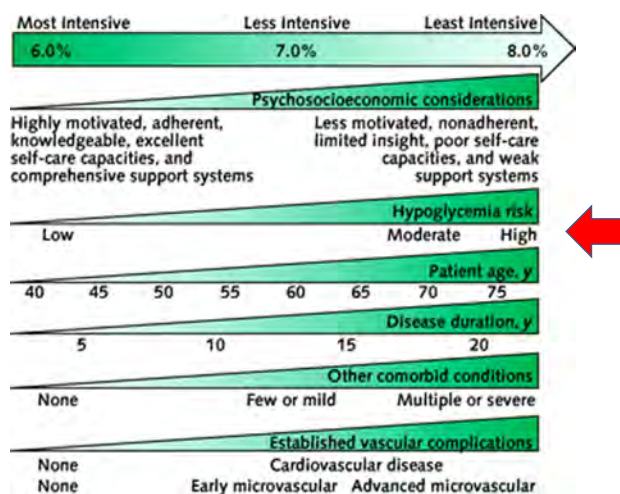 Most Intensive Less Intensive Least Intensive
6.0% 7.0% 8.0%
Psychosocioeconomic considerations
Highly motivated, adherent, Less motivated, nonadherent,
knowledgeable, excellent limited insight, poor self-care
self-care capacities, and capacities, and weak
comprehensive support systems support systems
Hypoglycemia risk
Low Moderate High
Patient age, y
40 45 50 55 60 65 70 75
Disease duration, y
5 10 15 20
Other comorbid conditions
None Few or mild Multiple or severe
Established vascular complications
None Cardiovascular disease
None Early microvascular Advanced microvascular